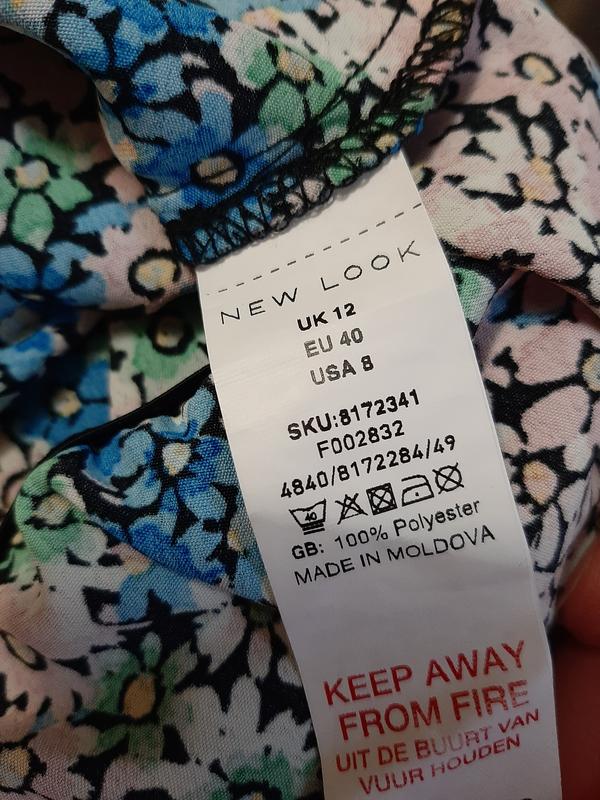 NEW LOOK
UK 12
EU 40
USA 8
SKU:8172341
F002832
4840/8172284/49
40
GB: 100% Polyester
MADE IN MOLDOVA
KEEP AWAY
FROM FIRE
UIT DE BUURT VAN
VUUR HOUDEN